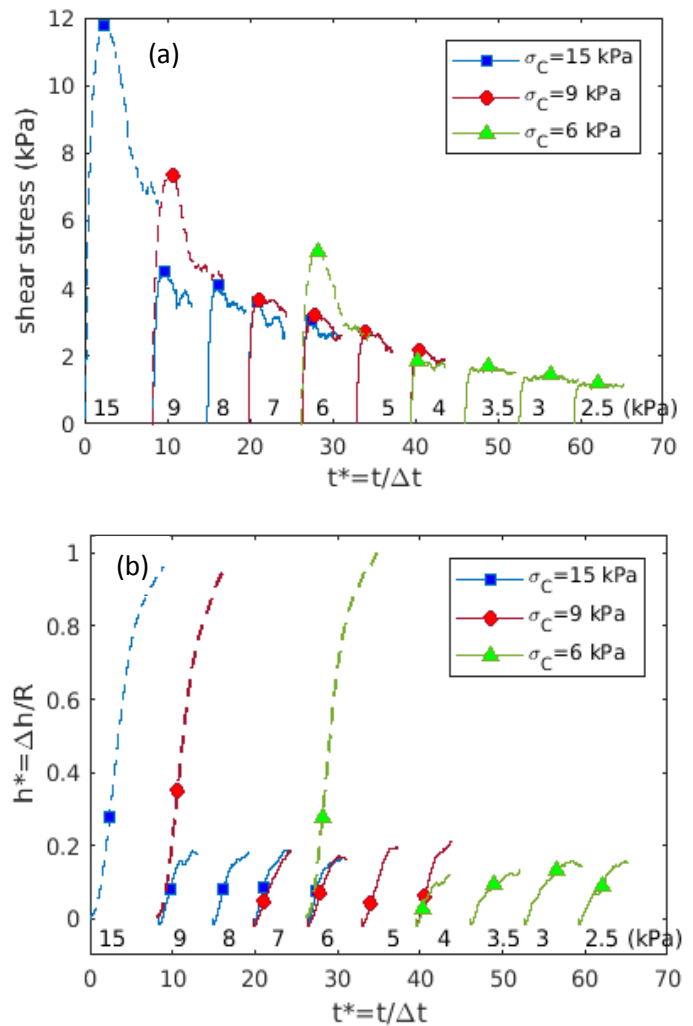 12
10
8
6
4
2
0
shear stress (kPa)
(a)
σC=15 kPa
σC=9 kPa
σC=6 kPa
15 9 8 7 6 5 4 3.5 3 2.5 (kPa)
0 10 20 30 40 50 60 70
t*=t/Δt
1
0.8
0.6
0.4
0.2
0
h*=Δh/R
(b)
σC=15 kPa
σC=9 kPa
σC=6 kPa
15 9 8 7 6 5 4 3.5 3 2.5 (kPa)
0 10 20 30 40 50 60 70
t*=t/Δt